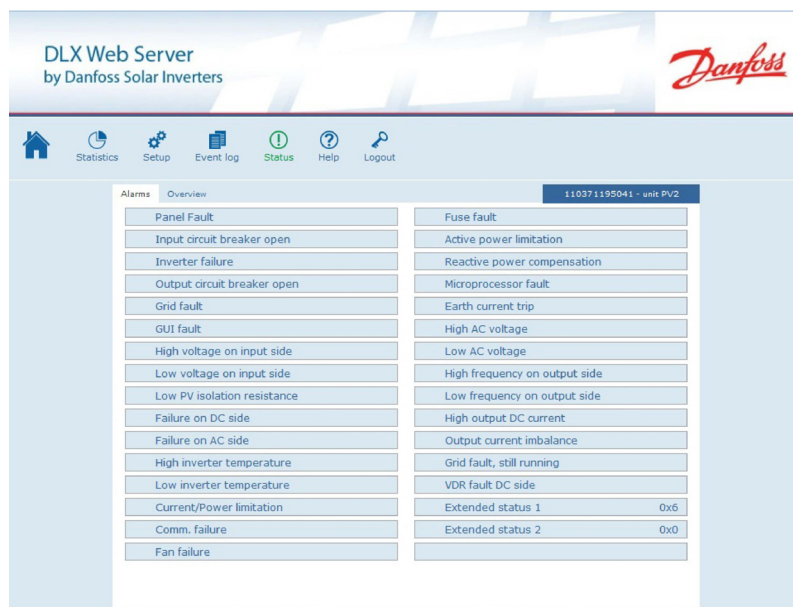 DLX Web Server
by Danfoss Solar Inverters
Danfoss
Statistics
Setup
Event log
Status
Help
Logout
Alarms
Overview
110371195041 - unit PV2
Panel Fault
Input circuit breaker open
Inverter failure
Output circuit breaker open
Grid fault
GUI fault
High voltage on input side
Low voltage on input side
Low PV isolation resistance
Failure on DC side
Failure on AC side
High inverter temperature
Low inverter temperature
Current/Power limitation
Comm. failure
Fan failure
Fuse fault
Active power limitation
Reactive power compensation
Microprocessor fault
Earth current trip
High AC voltage
Low AC voltage
High frequency on output side
Low frequency on output side
High output DC current
Output current imbalance
Grid fault, still running
VDR fault DC side
Extended status 1 0x6
Extended status 2 0x0